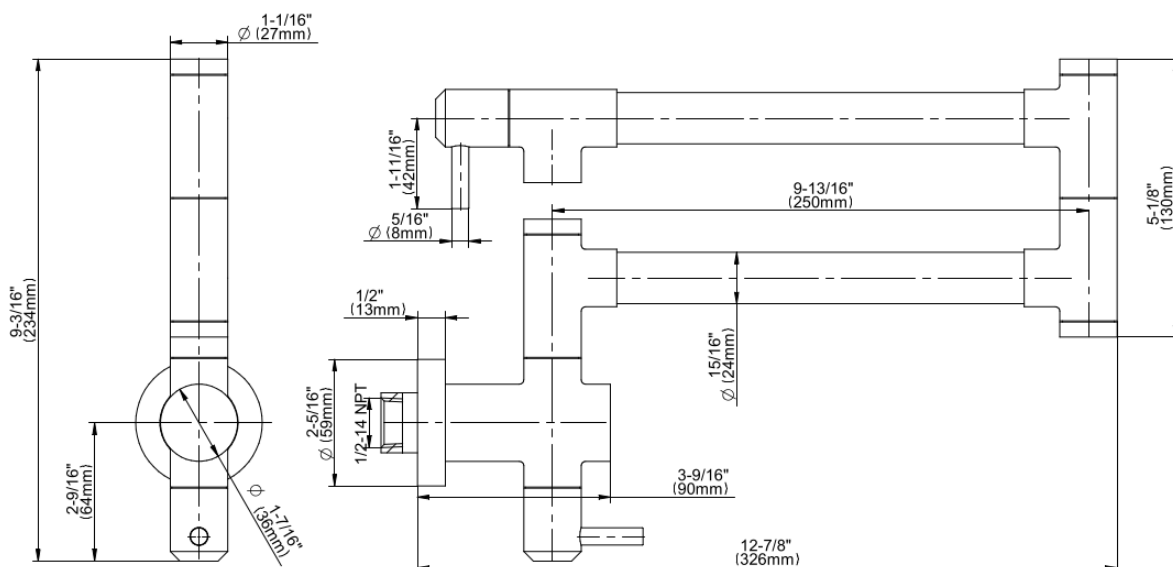 1-1/16"
Ø (27mm)
9-3/16"
(234mm)
2-9/16"
(64mm)
Ø 1-7/16"
(36mm)
1-11/16"
(42mm)
5/16"
Ø (8mm)
9-13/16"
(250mm)
5-1/8"
(130mm)
1/2"
(13mm)
15/16"
Ø (24mm)
2-5/16"
Ø (59mm)
1/2-14 NPT
3-9/16"
(90mm)
12-7/8"
(326mm)